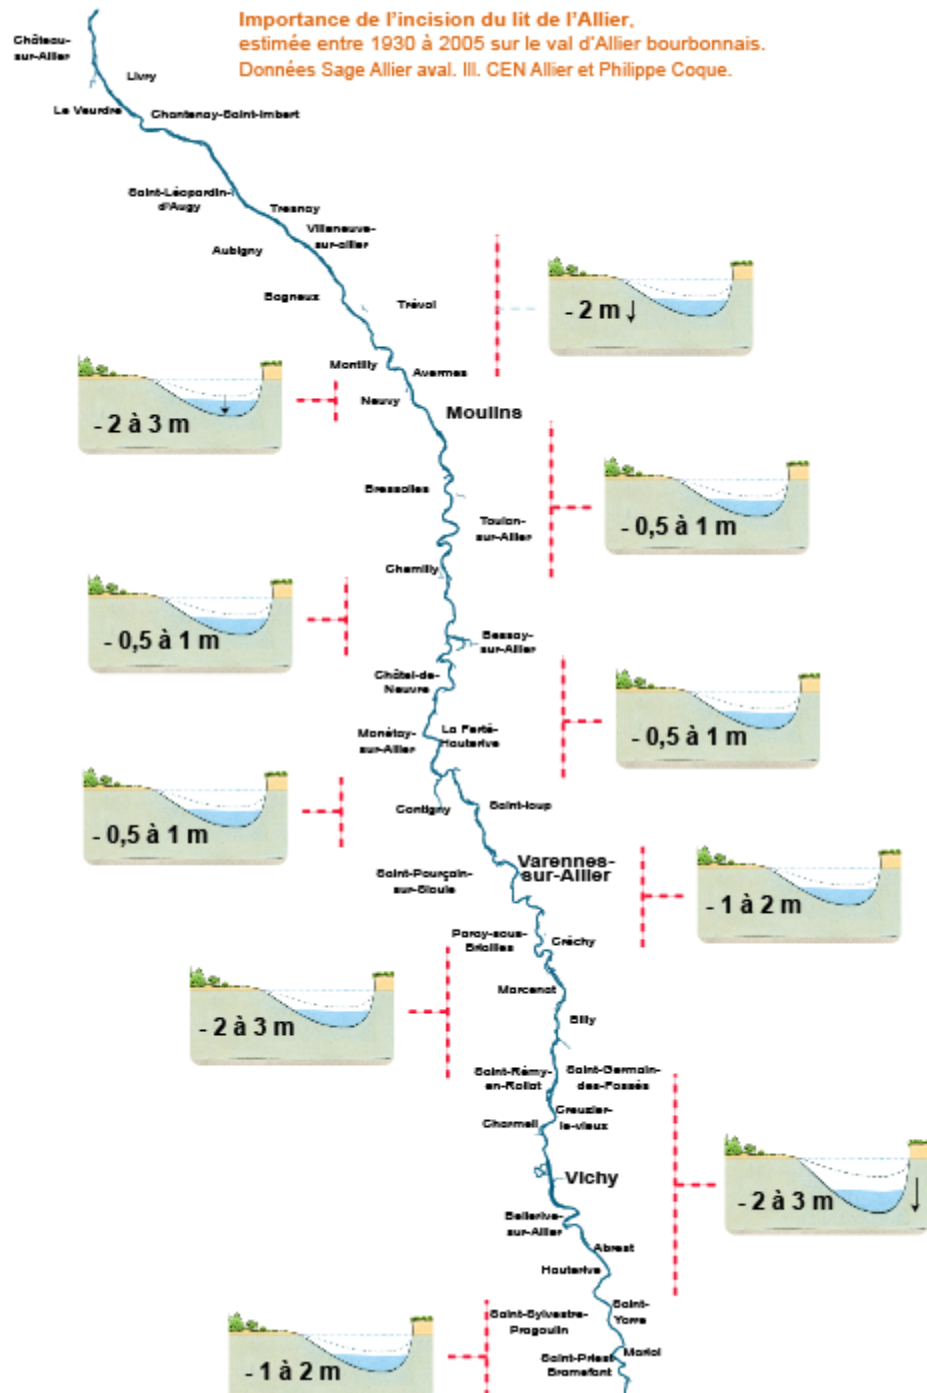 Importance de l'incision du lit de l'Allier,
estimée entre 1930 à 2005 sur le val d'Allier bourbonnais.
Données Sage Allier aval. Ill. CEN Allier et Philippe Coque.
Château-
sur-Allier
Livry
Le Veurdre
Chantenay-Saint-Imbert
Saint-Léopardin-
d'Augy
Tresnay
Villeneuve-
sur-allier
Aubigny
Bagneux
Trévol
- 2 m
Montilly
Avermes
Neuvy
- 2 à 3 m
Moulins
Bressolles
Toulon-
sur-Allier
- 0,5 à 1 m
Chemilly
- 0,5 à 1 m
Bessay-
sur-Allier
Châtel-de-
Neuvre
Monétay-
sur-Allier
La Ferté-
Hauterive
- 0,5 à 1 m
Contigny
Saint-loup
- 0,5 à 1 m
Varennes-
sur-Allier
Saint-Pourçain-
sur-Sioule
- 1 à 2 m
Paray-sous-
Briailles
Créchy
Marcenat
Billy
- 2 à 3 m
Saint-Rémy-
en-Rollat
Saint-Germain-
des-Fossés
Creuzier-
le-vieux
Charmeil
Vichy
- 2 à 3 m
Bellerive-
sur-Allier
Abrest
Hauterive
Saint-
Yorre
Saint-Sylvestre-
Pragoulin
Mariol
Saint-Priest
Bramefant
- 1 à 2 m